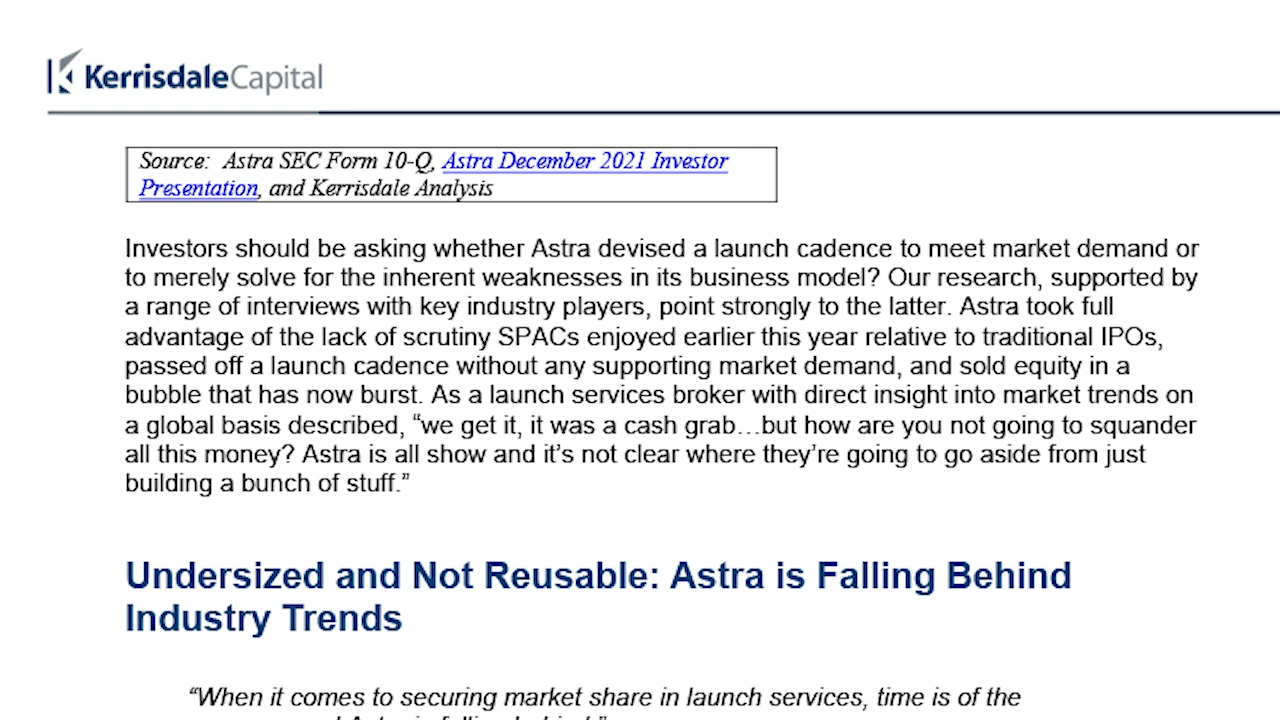 KerrisdaleCapital
Source: Astra SEC Form 10-Q, Astra December 2021 Investor
Presentation, and Kerrisdale Analysis
Investors should be asking whether Astra devised a launch cadence to meet market demand or
to merely solve for the inherent weaknesses in its business model? Our research, supported by
a range of interviews with key industry players, point strongly to the latter. Astra took full
advantage of the lack of scrutiny SPACs enjoyed earlier this year relative to traditional IPOs,
passed off a launch cadence without any supporting market demand, and sold equity in a
bubble that has now burst. As a launch services broker with direct insight into market trends on
a global basis described, “we get it, it was a cash grab…but how are you not going to squander
all this money? Astra is all show and it’s not clear where they’re going to go aside from just
building a bunch of stuff.”
Undersized and Not Reusable: Astra is Falling Behind
Industry Trends
“When it comes to securing market share in launch services, time is of the